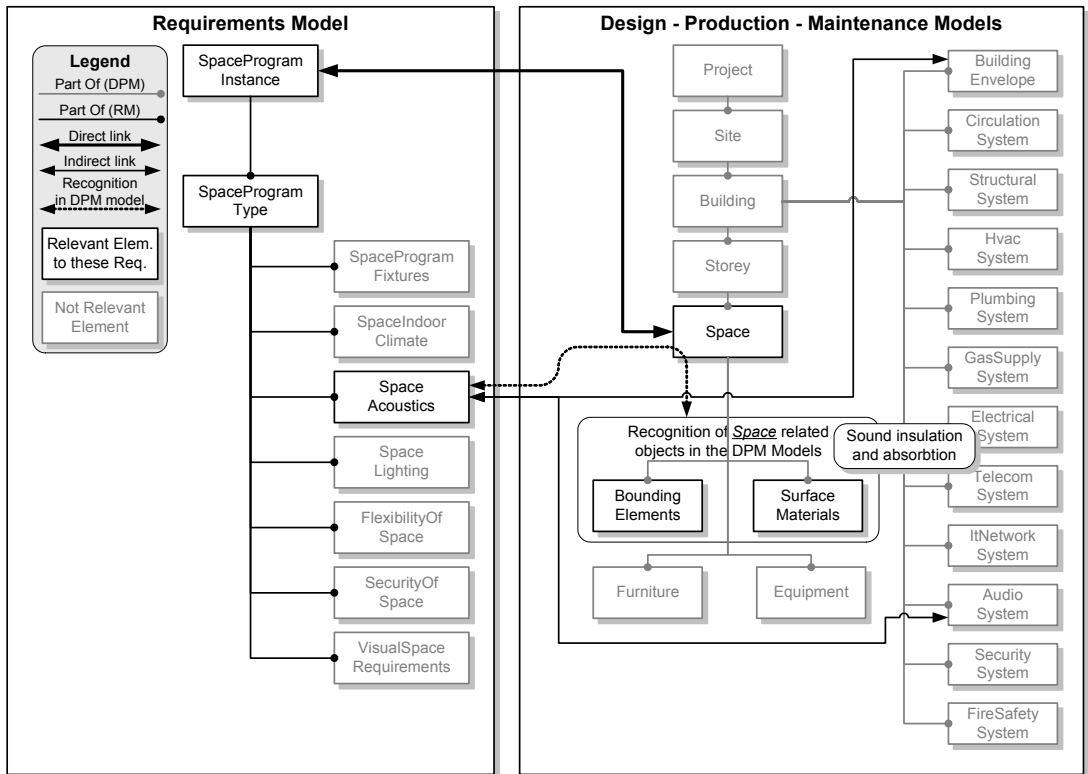 Requirements Model
Legend
Part Of (DPM)
Part Of (RM)
Direct link
Indirect link
Recognition
in DPM model
Relevant Elem.
to these Req.
Not Relevant
Element
SpaceProgram
Instance
SpaceProgram
Type
SpaceProgram
Fixtures
SpaceIndoor
Climate
Space
Acoustics
Space
Lighting
FlexibilityOf
Space
SecurityOf
Space
VisualSpace
Requirements
Design - Production - Maintenance Models
Project
Site
Building
Storey
Space
Recognition of Space related
objects in the DPM Models
Bounding
Elements
Surface
Materials
Furniture
Equipment
Sound insulation
and absorbtion
Building
Envelope
Circulation
System
Structural
System
Hvac
System
Plumbing
System
GasSupply
System
Electrical
System
Telecom
System
ItNetwork
System
Audio
System
Security
System
FireSafety
System